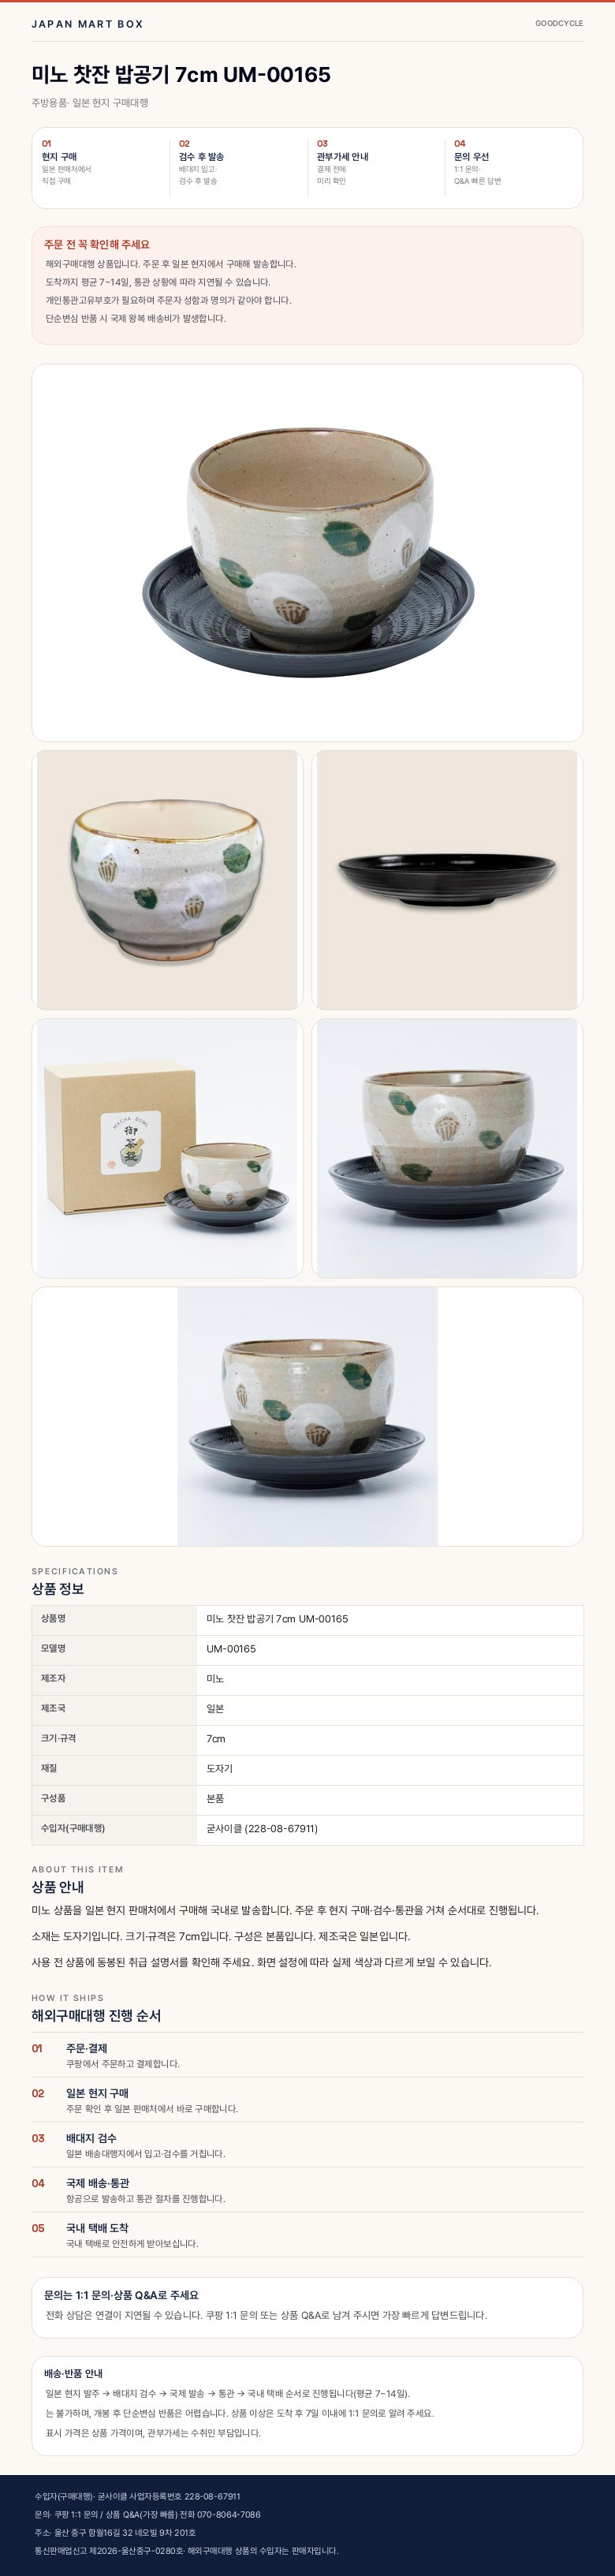 JAPAN MART BOX
GOODCYCLE
미노 찻잔 밥공기 7cm UM-00165
주방용품· 일본 현지 구매대행
01
현지 구매
일본 판매처에서
직접 구매
02
검수 후 발송
배대지 입고·
검수 후 발송
03
관부가세 안내
결제 전에
미리 확인
04
문의 우선
1:1 문의·
Q&A 빠른 답변
주문 전 꼭 확인해 주세요
해외구매대행 상품입니다. 주문 후 일본 현지에서 구매해 발송합니다.
도착까지 평균 7~14일, 통관 상황에 따라 지연될 수 있습니다.
개인통관고유부호가 필요하며 주문자 성함과 명의가 같아야 합니다.
단순변심 반품 시 국제 왕복 배송비가 발생합니다.
MACHA BOWL
御
茶
碗
SPECIFICATIONS
상품 정보
상품명 미노 찻잔 밥공기 7cm UM-00165
모델명 UM-00165
제조자 미노
제조국 일본
크기·규격 7cm
재질 도자기
구성품 본품
수입자(구매대행) 굳사이클 (228-08-67911)
ABOUT THIS ITEM
상품 안내
미노 상품을 일본 현지 판매처에서 구매해 국내로 발송합니다. 주문 후 현지 구매·검수·통관을 거쳐 순서대로 진행됩니다.
소재는 도자기입니다. 크기·규격은 7cm입니다. 구성은 본품입니다. 제조국은 일본입니다.
사용 전 상품에 동봉된 취급 설명서를 확인해 주세요. 화면 설정에 따라 실제 색상과 다르게 보일 수 있습니다.
HOW IT SHIPS
해외구매대행 진행 순서
01 주문·결제
쿠팡에서 주문하고 결제합니다.
02 일본 현지 구매
주문 확인 후 일본 판매처에서 바로 구매합니다.
03 배대지 검수
일본 배송대행지에서 입고·검수를 거칩니다.
04 국제 배송·통관
항공으로 발송하고 통관 절차를 진행합니다.
05 국내 택배 도착
국내 택배로 안전하게 받아보십니다.
문의는 1:1 문의·상품 Q&A로 주세요
전화 상담은 연결이 지연될 수 있습니다. 쿠팡 1:1 문의 또는 상품 Q&A로 남겨 주시면 가장 빠르게 답변드립니다.
배송·반품 안내
일본 현지 발주 → 배대지 검수 → 국제 발송 → 통관 → 국내 택배 순서로 진행됩니다(평균 7~14일).
는 불가하며, 개봉 후 단순변심 반품은 어렵습니다. 상품 이상은 도착 후 7일 이내에 1:1 문의로 알려 주세요.
표시 가격은 상품 가격이며, 관부가세는 수취인 부담입니다.
수입자(구매대행)· 굳사이클 사업자등록번호 228-08-67911
문의· 쿠팡 1:1 문의 / 상품 Q&A(가장 빠름) 전화 070-8064-7086
주소· 울산 중구 함월16길 32 네오빌 9차 201호
통신판매업신고 제2026-울산중구-0280호· 해외구매대행 상품의 수입자는 판매자입니다.